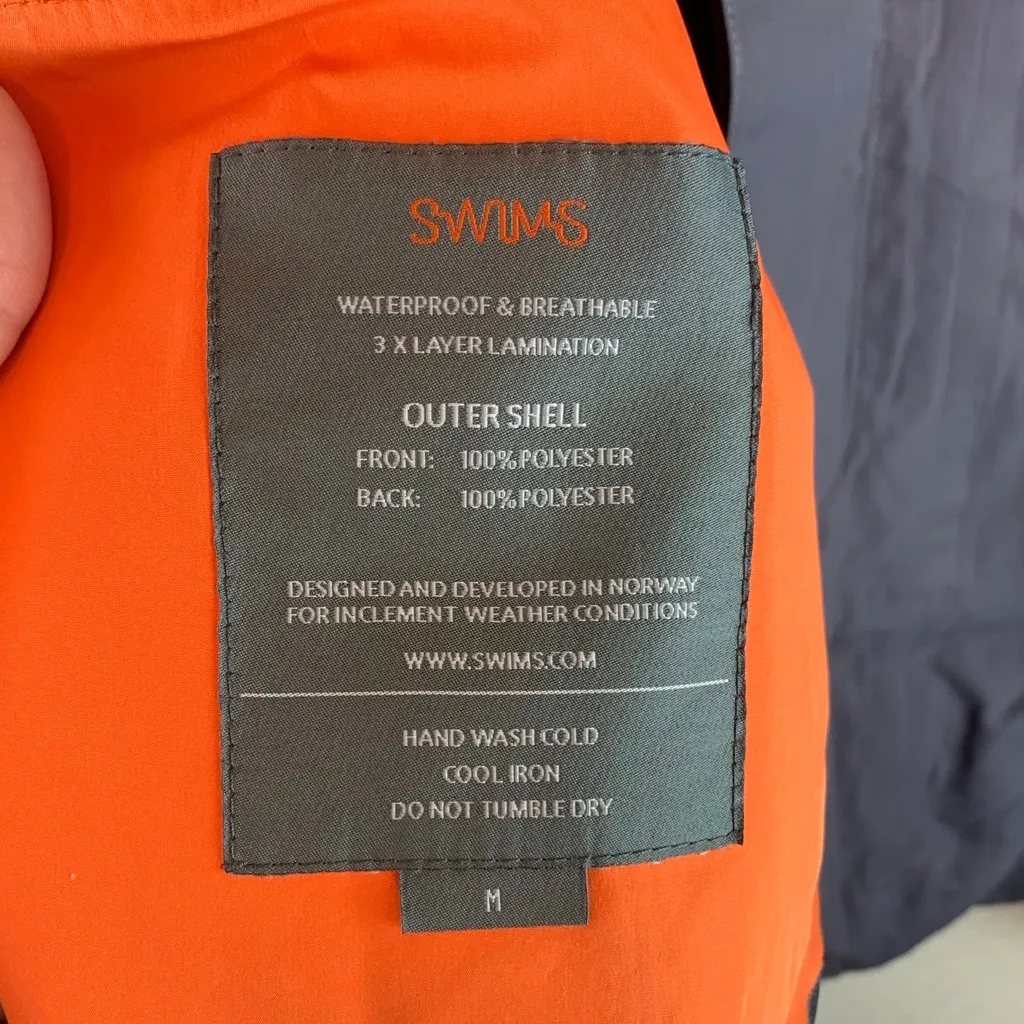 SWIMS
WATERPROOF & BREATHABLE
3 X LAYER LAMINATION
OUTER SHELL
FRONT: 100% POLYESTER
BACK: 100% POLYESTER
DESIGNED AND DEVELOPED IN NORWAY
FOR INCLEMENT WEATHER CONDITIONS
WWW.SWIMS.COM
HAND WASH COLD
COOL IRON
DO NOT TUMBLE DRY
M